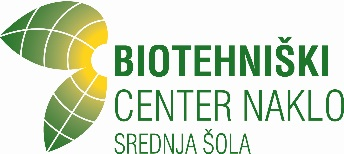 BIOTEHNIŠKI
CENTER NAKLO
SREDNJA ŠOLA